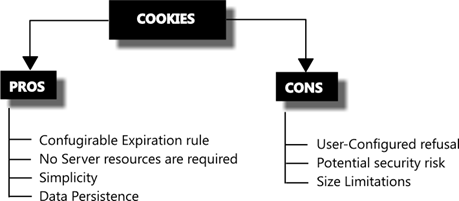 COOKIES
PROS
CONS
Confugirable Expiration rule
No Server resources are required
Simplicity
Data Persistence
User-Configured refusal
Potential security risk
Size Limitations